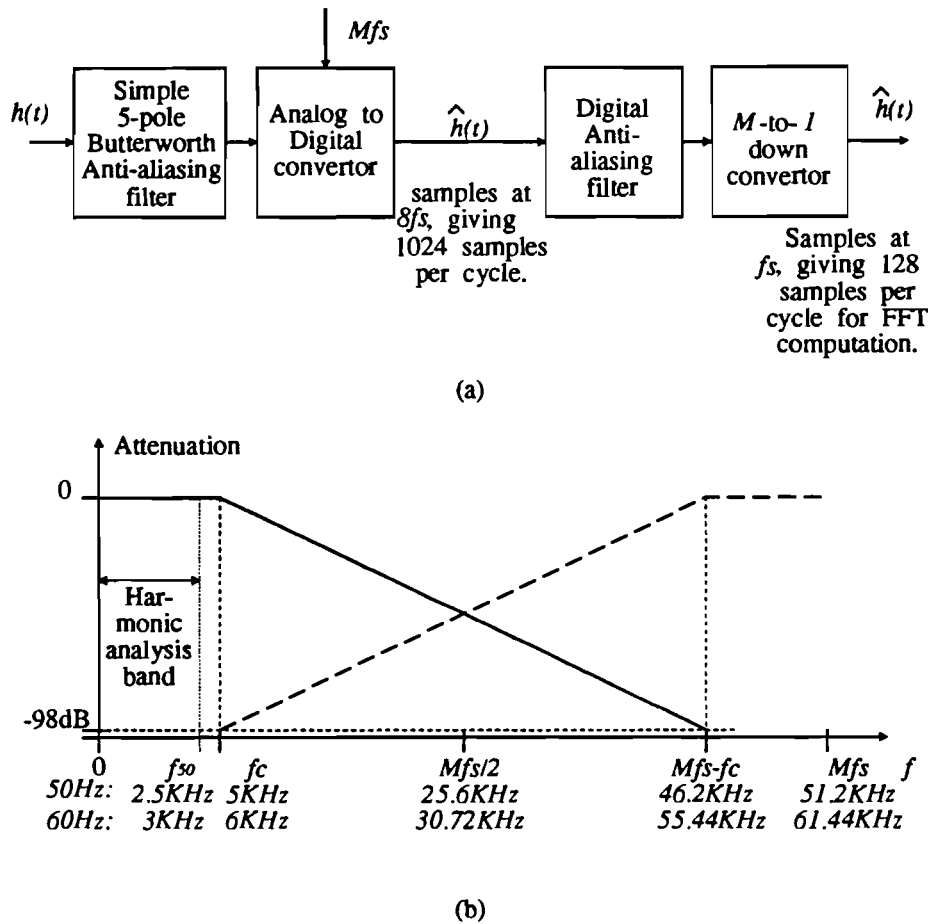 Mfs
h(t)
Simple
5-pole
Butterworth
Anti-aliasing
filter
Analog to
Digital
convertor
ĥ(t)
samples at
8fs, giving
1024 samples
per cycle.
Digital
Anti-
aliasing
filter
M-to-1
down
convertor
ĥ(t)
Samples at
fs, giving 128
samples per
cycle for FFT
computation.
(a)
Attenuation
0
Har-
monic
analysis
band
-98dB
0 f50 fc Mfs/2 Mfs-fc Mfs f
50Hz: 2.5KHz 5KHz 25.6KHz 46.2KHz 51.2KHz
60Hz: 3KHz 6KHz 30.72KHz 55.44KHz 61.44KHz
(b)